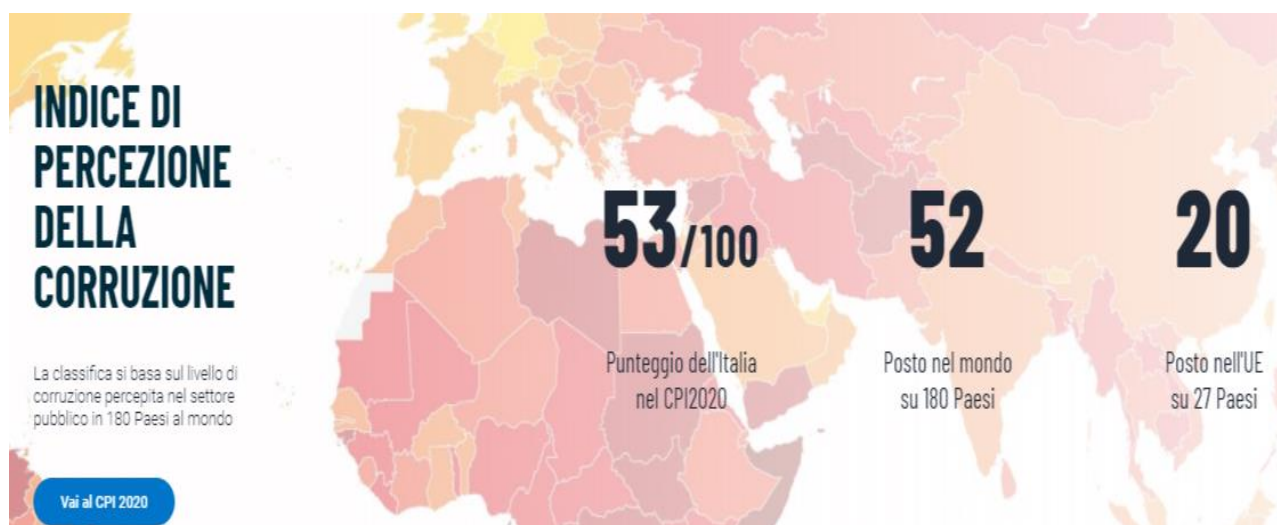 INDICE DI
PERCEZIONE
DELLA
CORRUZIONE
La classifica si basa sul livello di
corruzione percepita nel settore
pubblico in 180 Paesi al mondo
Vai al CPI 2020
53/100
Punteggio dell'Italia
nel CPI2020
52
Posto nel mondo
su 180 Paesi
20
Posto nell'UE
su 27 Paesi